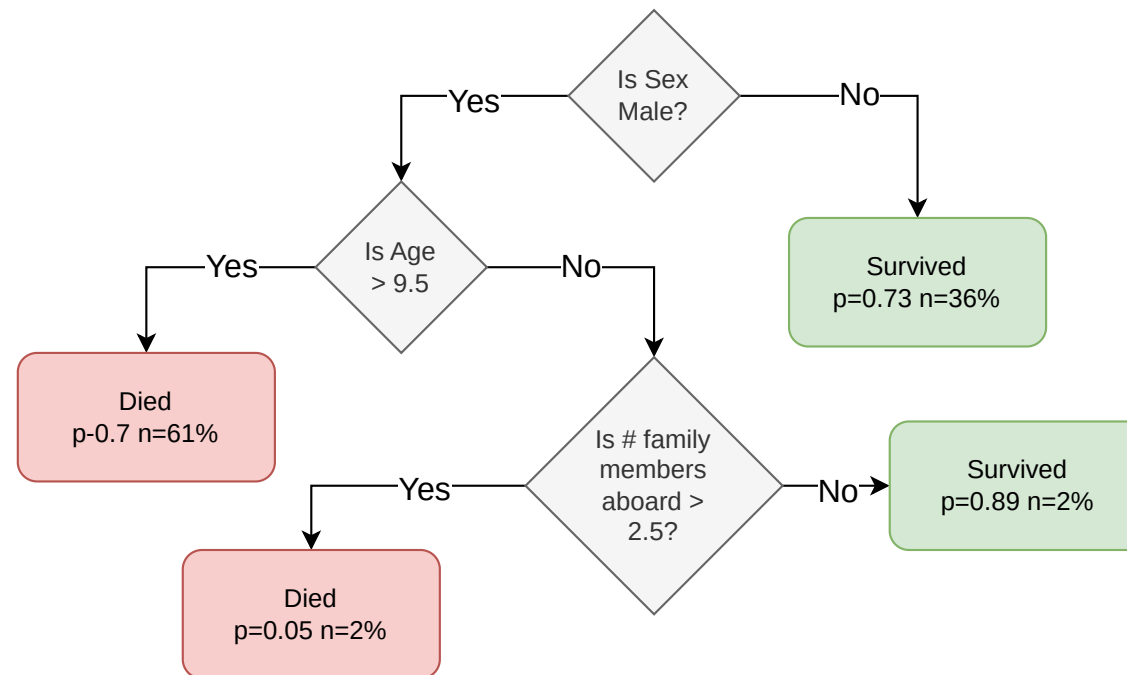 Is Sex
Male?
Yes
No
Is Age
> 9.5
Yes
No
Survived
p=0.73 n=36%
Died
p-0.7 n=61%
Is # family
members
aboard >
2.5?
Yes
No
Survived
p=0.89 n=2%
Died
p=0.05 n=2%